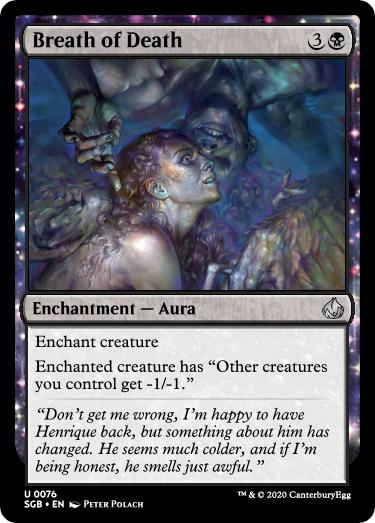 Breath of Death 3
Enchantment — Aura
Enchant creature
Enchanted creature has “Other creatures
you control get -1/-1.”
“Don’t get me wrong, I’m happy to have
Henrique back, but something about him has
changed. He seems much colder, and if I’m
being honest, he smells just awful.”
U 0076
SGB • EN Peter Polach
™ & © 2020 CanterburyEgg